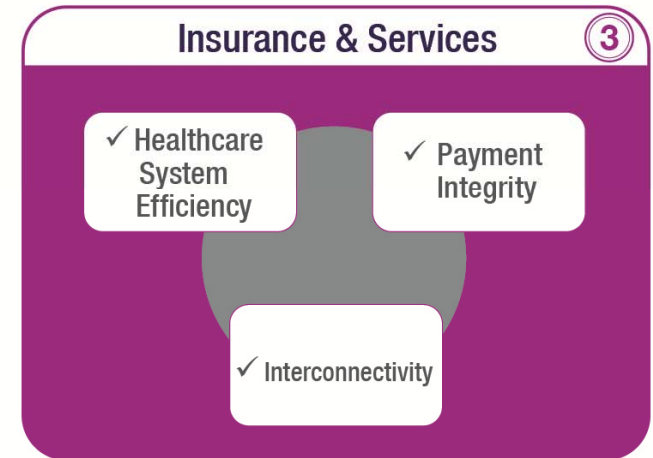 Insurance & Services
3
✓ Healthcare
System
Efficiency
✓ Payment
Integrity
✓ Interconnectivity